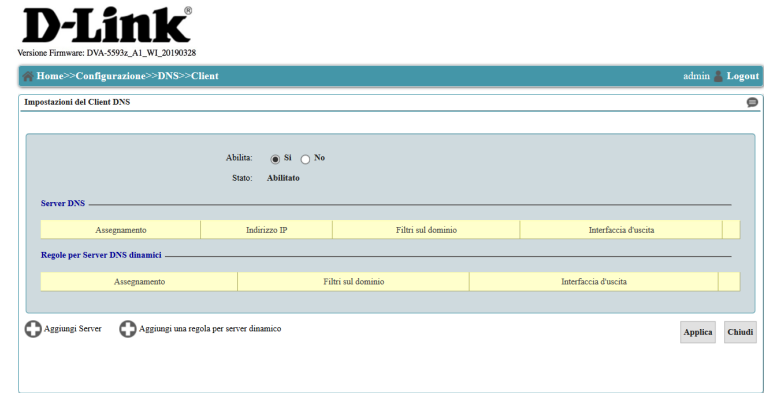 D-Link®
Versione Firmware: DVA-5593z_A1_WI_20190328
Home>>Configurazione>>DNS>>Client admin Logout
Impostazioni del Client DNS
Abilita: Sì No
Stato: Abilitato
Server DNS
Assegnamento Indirizzo IP Filtri sul dominio Interfaccia d'uscita
Regole per Server DNS dinamici
Assegnamento Filtri sul dominio Interfaccia d'uscita
Aggiungi Server Aggiungi una regola per server dinamico Applica Chiudi